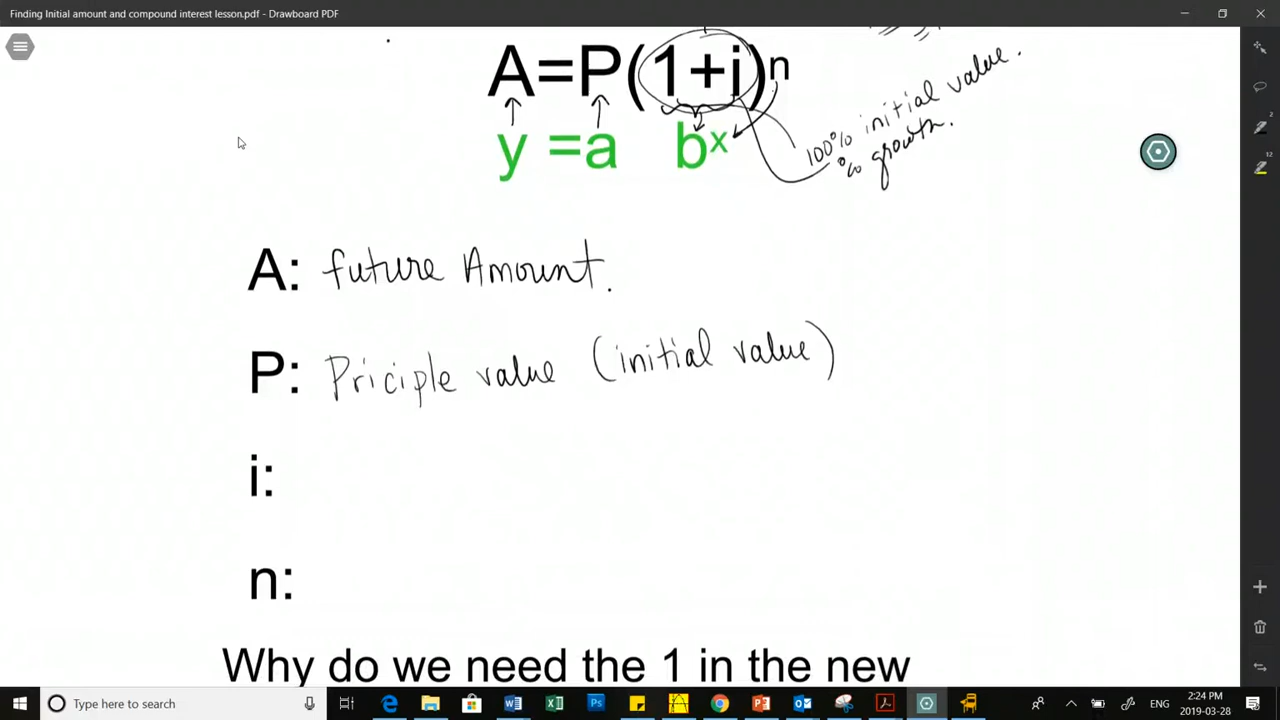 Finding Initial amount and compound interest lesson.pdf - Drawboard PDF
A=P(1+i)n
y =a bx
100% initial value.
% growth.
A: future Amount.
P: Priciple value (initial value)
i:
n:
Why do we need the 1 in the new
Type here to search
ENG
2:24 PM
2019-03-28
2
12